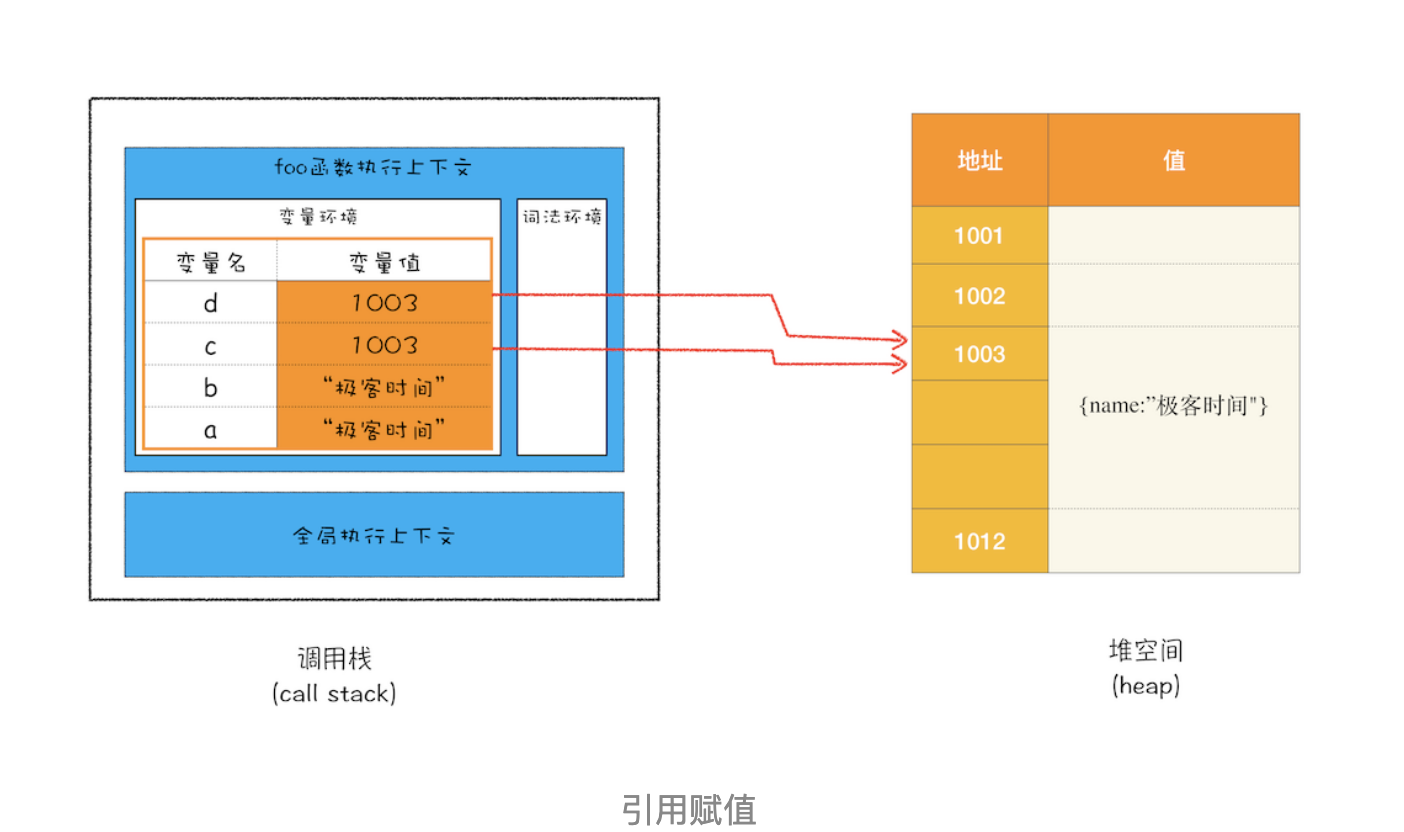 foo函数执行上下文
变量环境
词法环境
变量名 变量值
d 1003
c 1003
b “极客时间”
a “极客时间”
全局执行上下文
调用栈
(call stack)
地址 值
1001
1002
1003
{name:”极客时间"}
1012
堆空间
(heap)
引用赋值